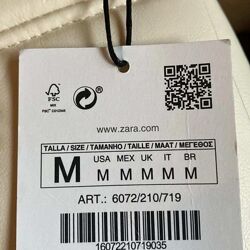 FSC
MIX
www.zara.com
TALLA / SIZE / TAMANHO / TAILLE / MAAT / ΜΕΓΕΘΟΣ
M
USA MEX UK IT BR
M M M M M
ART.: 6072/210/719
16072210719035